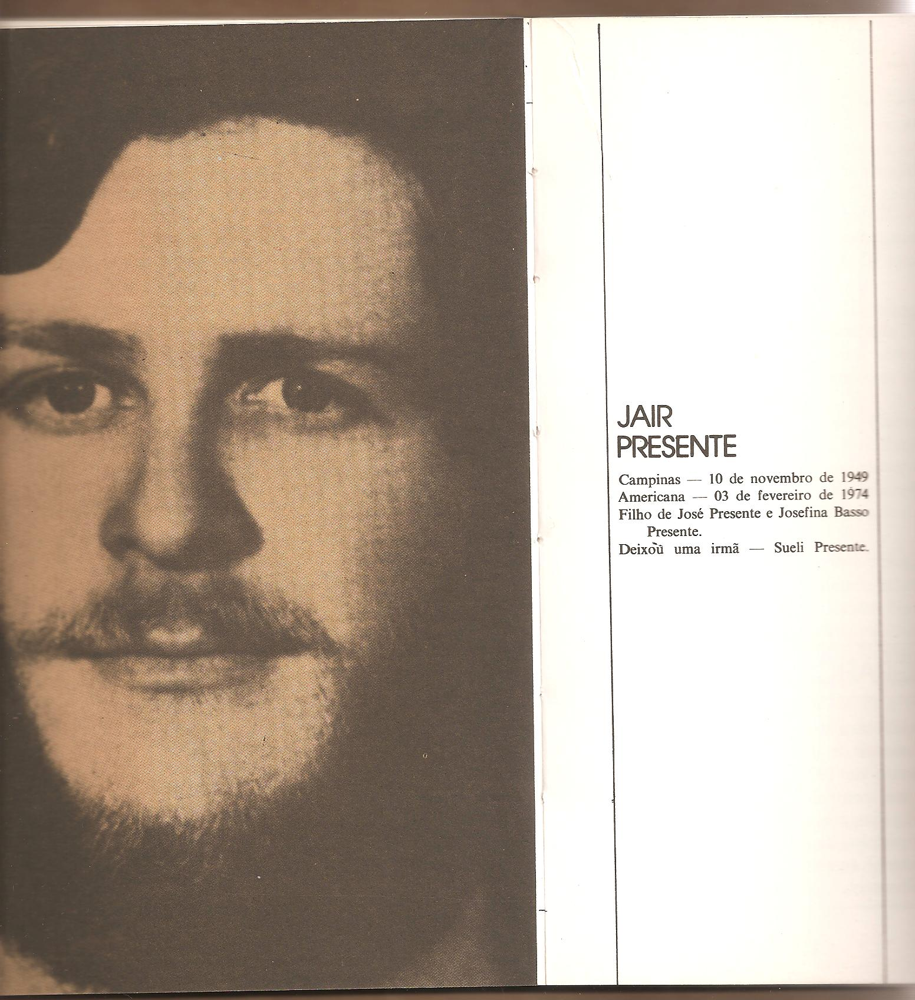 JAIR
PRESENTE
Campinas — 10 de novembro de 1949
Americana — 03 de fevereiro de 1974
Filho de José Presente e Josefina Basso
Presente.
Deixou uma irmã — Sueli Presente.